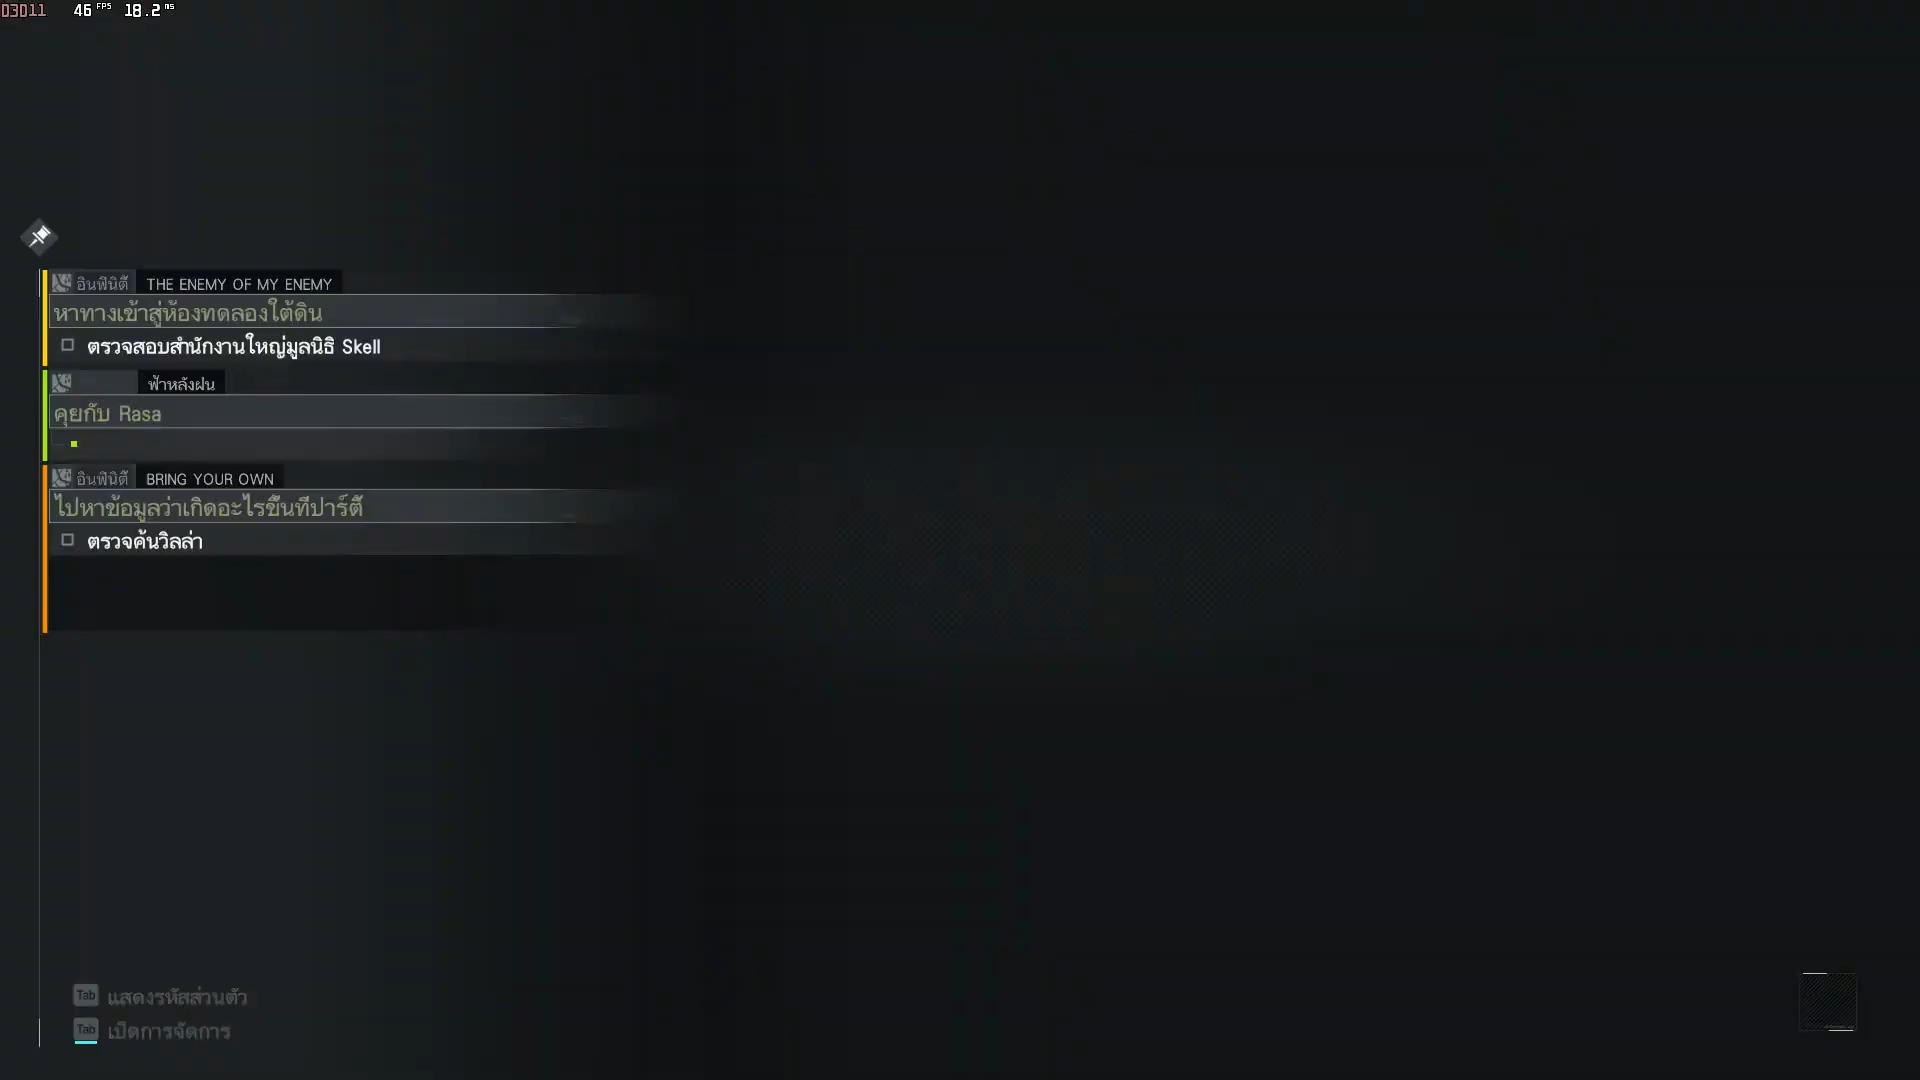 D3D11 46 FPS 18.2 ms
อินฟินิตี้ THE ENEMY OF MY ENEMY
หาทางเข้าสู่ห้องทดลองใต้ดิน
ตรวจสอบสำนักงานใหญ่มูลนิธิ Skell
ฟ้าหลังฝน
คุยกับ Rasa
อินฟินิตี้ BRING YOUR OWN
ไปหาข้อมูลว่าเกิดอะไรขึ้นที่ปาร์ตี้
ตรวจค้นวิลล่า
Tab แสดงรหัสส่วนตัว
Tab เปิดการจัดการ